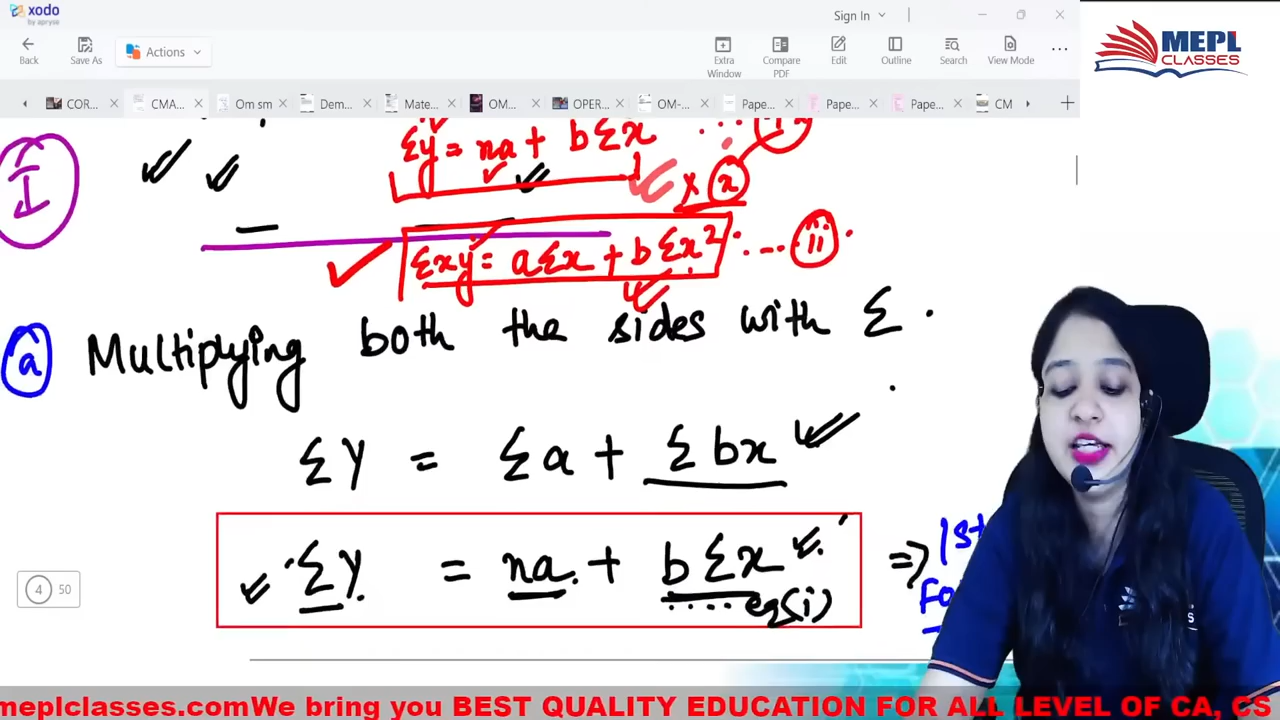 xodo
by apryse
Sign In
Back
Save As
Actions
Extra Window
Compare PDF
Edit
Outline
Search
View Mode
MEPL
CLASSES
COR...
CMA...
Om sm
Dem...
Mate...
OM...
OPER...
OM-...
Pape...
Pape...
Pape...
CM
I
Σy = na + bΣx
× x
Σxy = aΣx + bΣx² ... ii
a Multiplying both the sides with Σ.
Σy = Σa + Σbx
Σy = na + bΣx ⇒ 1st
.... eq(i) Fo
4 50
meplclasses.comWe bring you BEST QUALITY EDUCATION FOR ALL LEVEL OF CA, CS